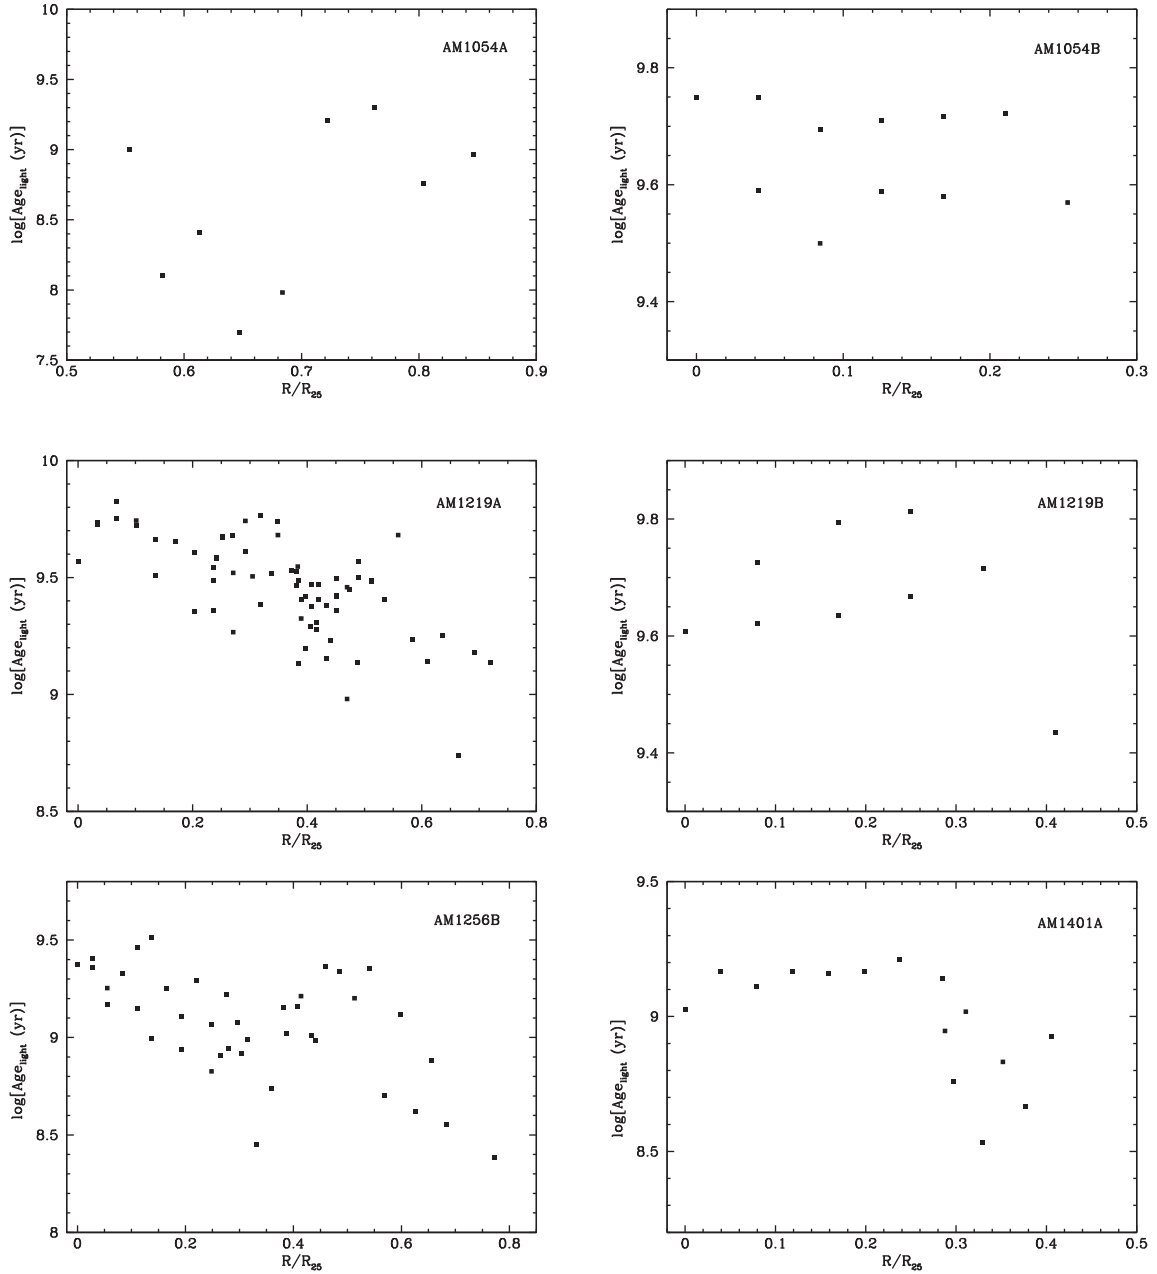 AM1054A
10
9.5
9
8.5
8
7.5
0.5 0.6 0.7 0.8 0.9
R/R25
log[Agelight (yr)]
AM1054B
9.8
9.6
9.4
0 0.1 0.2 0.3
R/R25
log[Agelight (yr)]
AM1219A
10
9.5
9
8.5
0 0.2 0.4 0.6 0.8
R/R25
log[Agelight (yr)]
AM1219B
9.8
9.6
9.4
0 0.1 0.2 0.3 0.4 0.5
R/R25
log[Agelight (yr)]
AM1256B
9.5
9
8.5
8
0 0.2 0.4 0.6 0.8
R/R25
log[Agelight (yr)]
AM1401A
9.5
9
8.5
0 0.1 0.2 0.3 0.4 0.5
R/R25
log[Agelight (yr)]